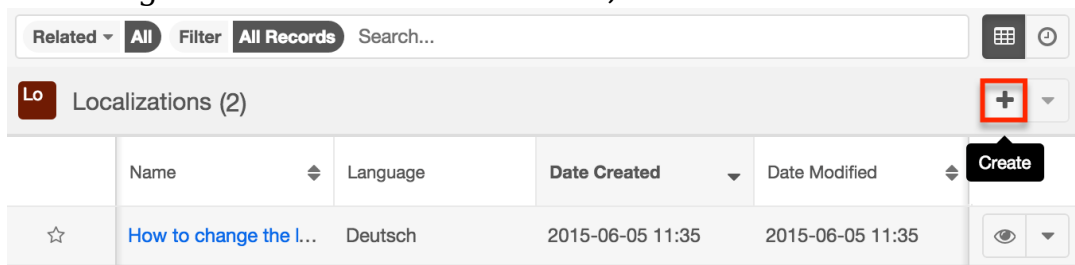 Related All Filter All Records Search...
Lo Localizations (2)
Create
Name Language Date Created Date Modified
How to change the l... Deutsch 2015-06-05 11:35 2015-06-05 11:35